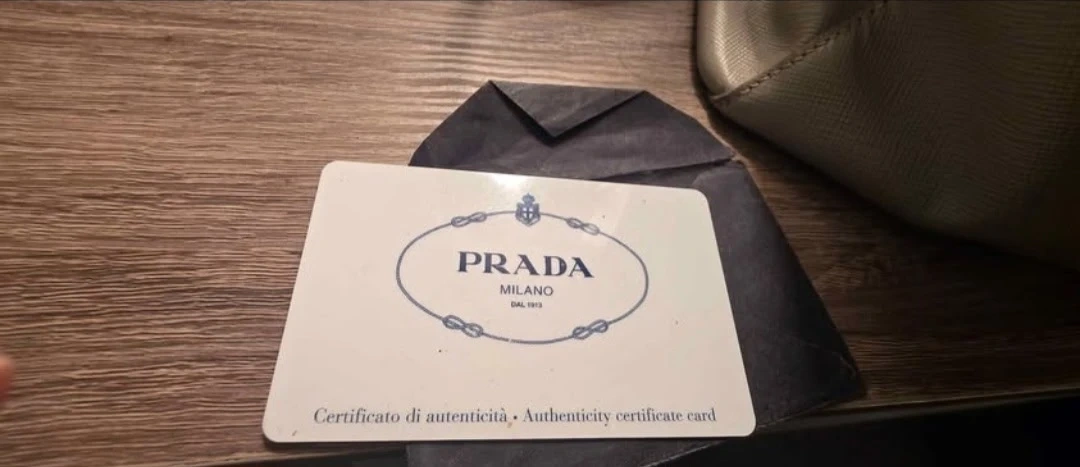 PRADA
MILANO
DAL 1913
Certificato di autenticità • Authenticity certificate card